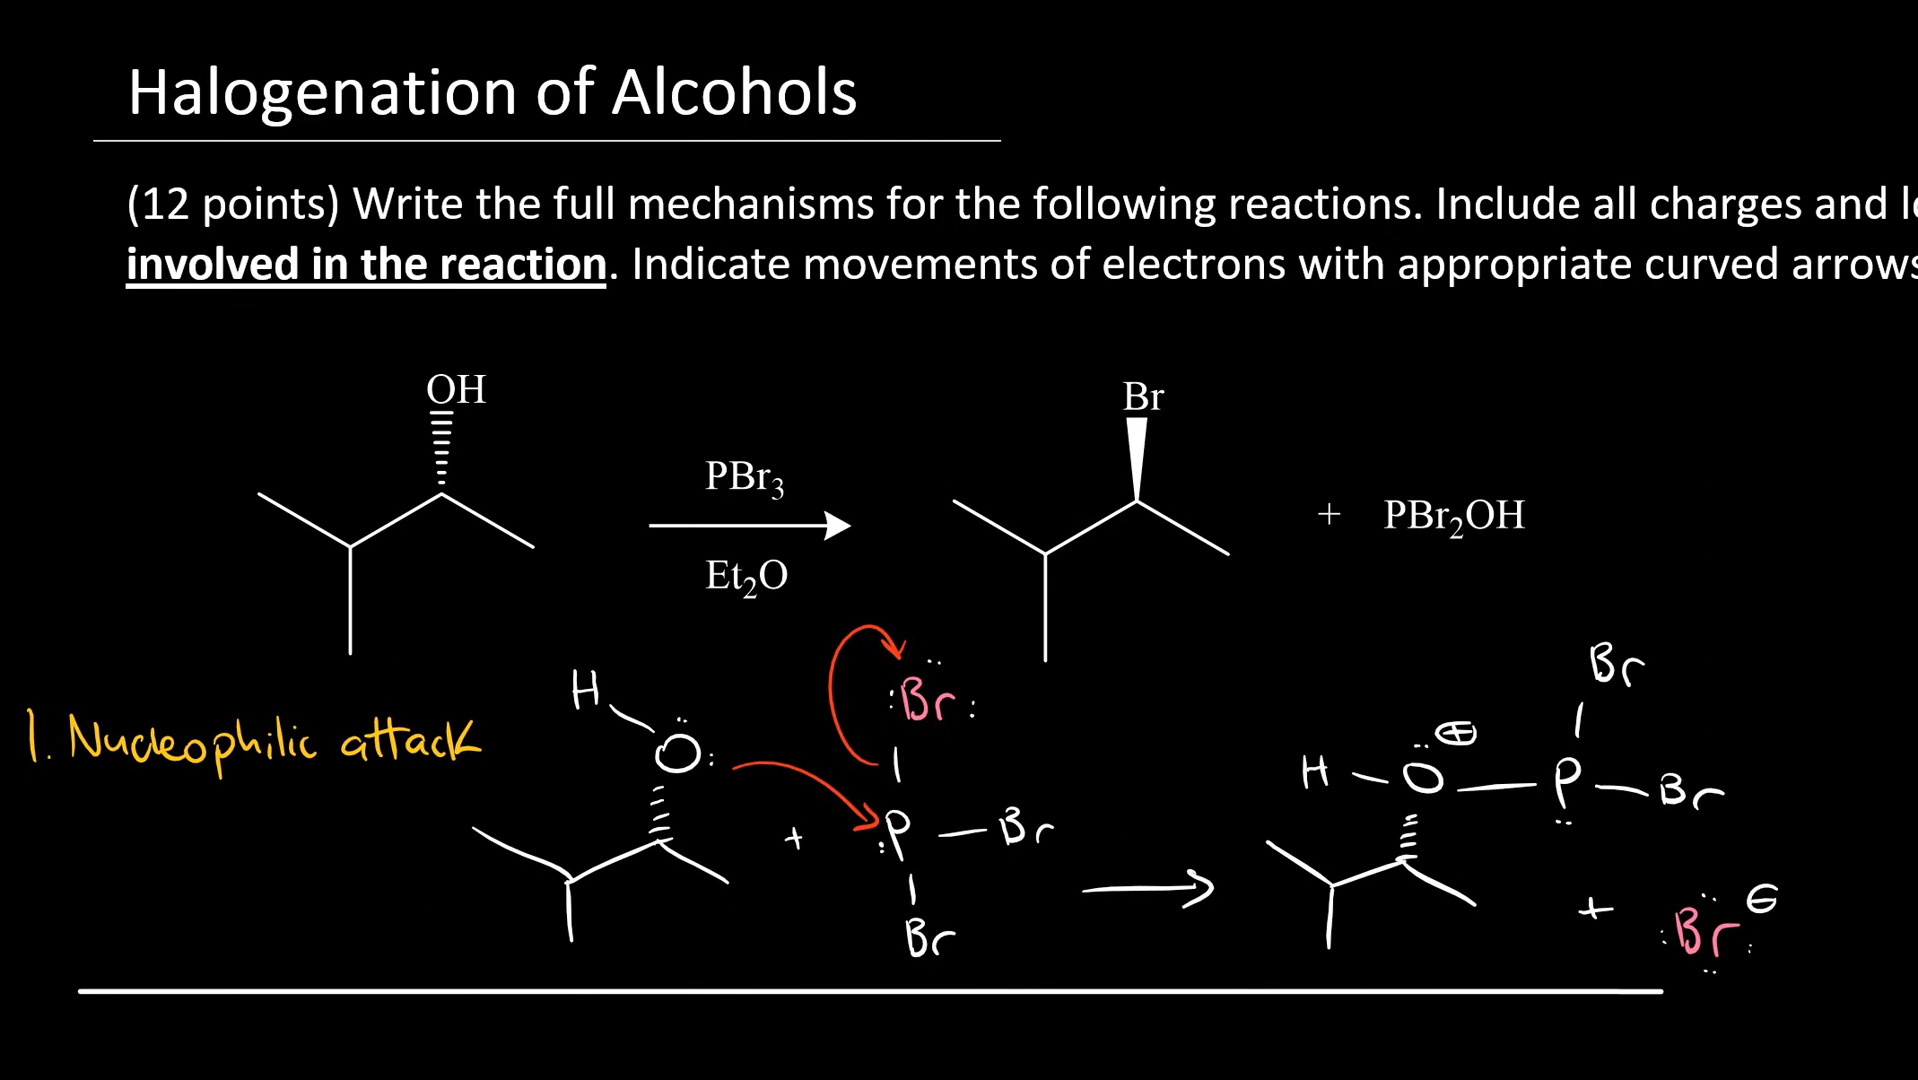 Halogenation of Alcohols
(12 points) Write the full mechanisms for the following reactions. Include all charges and
involved in the reaction. Indicate movements of electrons with appropriate curved arrows
OH
Br
PBr₃
+ PBr₂OH
Et₂O
Br
H
:Br:
1. Nucleophilic attack
O:
⊕
H O P Br
+ :P Br
Br
+ :Br: ⊖